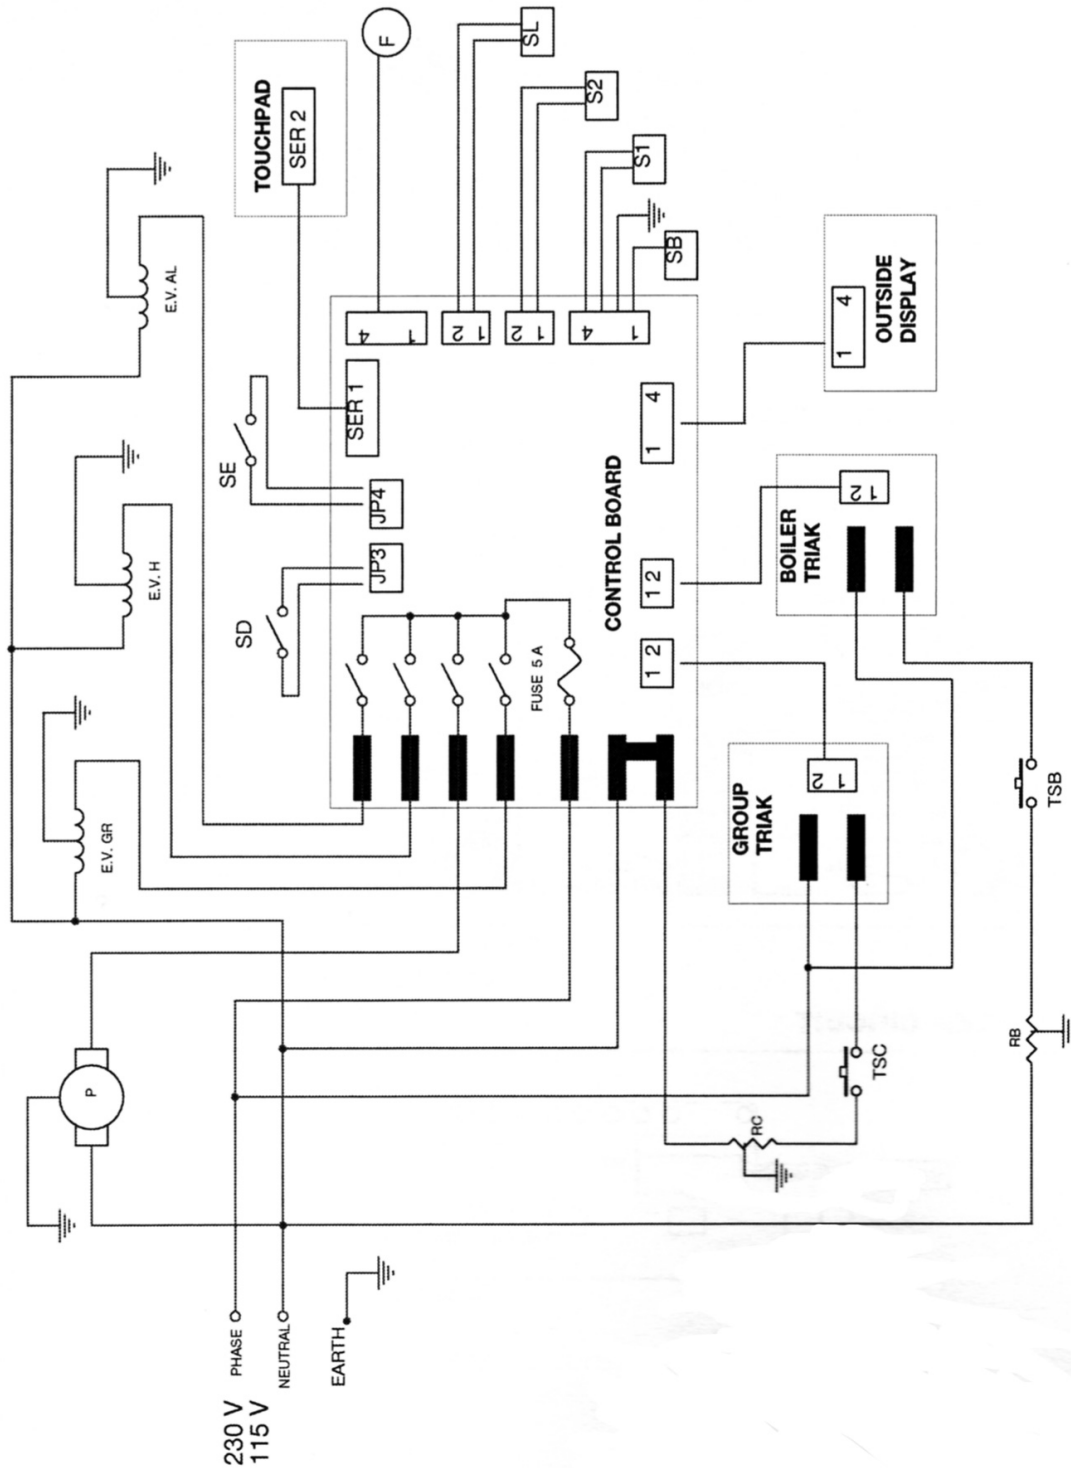 230 V
115 V
PHASE
NEUTRAL
EARTH
P
E.V. GR
E.V. H
E.V. AL
SD
SE
TOUCHPAD
SER 2
F
SL
S2
S1
SB
SER 1
JP4
JP3
4 1
2 1
2 1
4 1
FUSE 5 A
CONTROL BOARD
1 2
1 2
1 4
OUTSIDE
DISPLAY
1 4
BOILER
TRIAK
1 2
GROUP
TRIAK
1 2
RC
TSC
RB
TSB